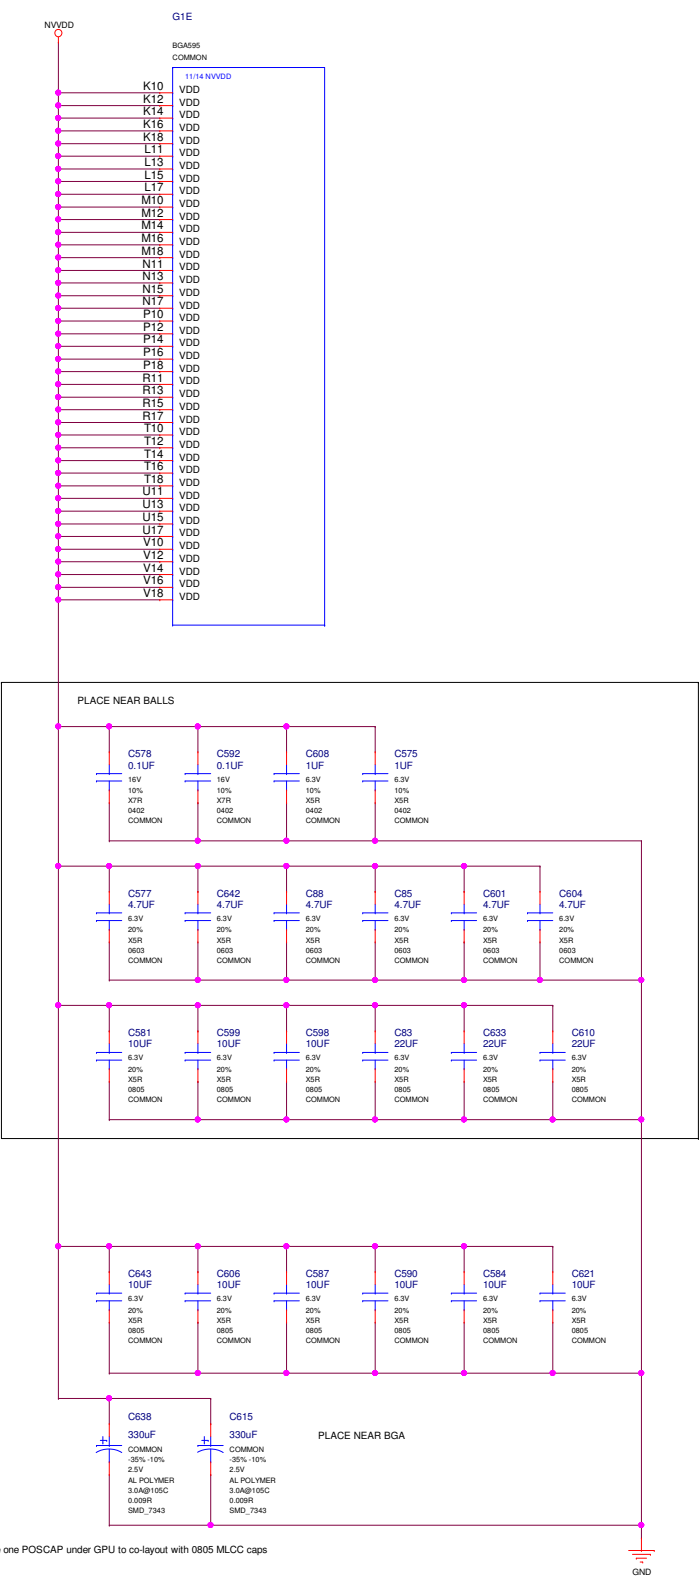 G1E
NVVDD
BGA595
COMMON
11/14 NVVDD
K10 VDD
K12 VDD
K14 VDD
K16 VDD
K18 VDD
L11 VDD
L13 VDD
L15 VDD
L17 VDD
M10 VDD
M12 VDD
M14 VDD
M16 VDD
M18 VDD
N11 VDD
N13 VDD
N15 VDD
N17 VDD
P10 VDD
P12 VDD
P14 VDD
P16 VDD
P18 VDD
R11 VDD
R13 VDD
R15 VDD
R17 VDD
T10 VDD
T12 VDD
T14 VDD
T16 VDD
T18 VDD
U11 VDD
U13 VDD
U15 VDD
U17 VDD
V10 VDD
V12 VDD
V14 VDD
V16 VDD
V18 VDD
PLACE NEAR BALLS
C578 C592 C608 C575
0.1UF 0.1UF 1UF 1UF
16V 16V 6.3V 6.3V
10% 10% 10% 10%
X7R X7R X5R X5R
0402 0402 0402 0402
COMMON COMMON COMMON COMMON
C577 C642 C88 C85 C601 C604
4.7UF 4.7UF 4.7UF 4.7UF 4.7UF 4.7UF
6.3V 6.3V 6.3V 6.3V 6.3V 6.3V
20% 20% 20% 20% 20% 20%
X5R X5R X5R X5R X5R X5R
0603 0603 0603 0603 0603 0603
COMMON COMMON COMMON COMMON COMMON COMMON
C581 C599 C598 C83 C633 C610
10UF 10UF 10UF 22UF 22UF 22UF
6.3V 6.3V 6.3V 6.3V 6.3V 6.3V
20% 20% 20% 20% 20% 20%
X5R X5R X5R X5R X5R X5R
0805 0805 0805 0805 0805 0805
COMMON COMMON COMMON COMMON COMMON COMMON
C643 C606 C587 C590 C584 C621
10UF 10UF 10UF 10UF 10UF 10UF
6.3V 6.3V 6.3V 6.3V 6.3V 6.3V
20% 20% 20% 20% 20% 20%
X5R X5R X5R X5R X5R X5R
0805 0805 0805 0805 0805 0805
COMMON COMMON COMMON COMMON COMMON COMMON
C638 C615
330uF 330uF PLACE NEAR BGA
COMMON COMMON
-35% -10% -35% -10%
2.5V 2.5V
AL POLYMER AL POLYMER
3.0A@105C 3.0A@105C
0.009R 0.009R
SMD_7343 SMD_7343
one POSCAP under GPU to co-layout with 0805 MLCC caps
GND